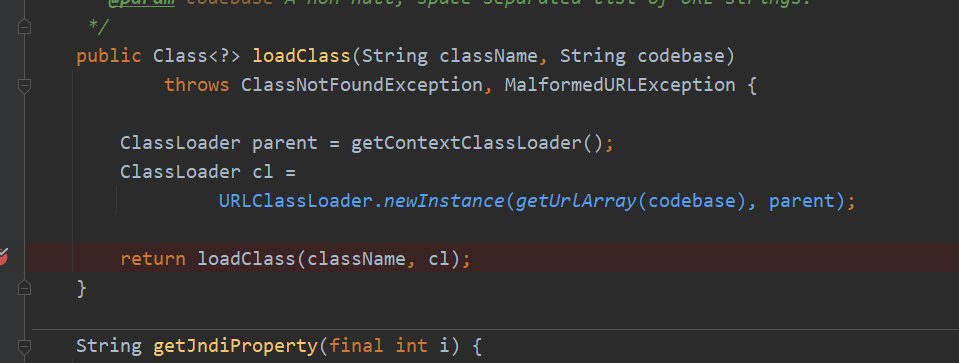 @param codebase A non-null, space-separated list of URL strings.
*/
public Class<?> loadClass(String className, String codebase)
throws ClassNotFoundException, MalformedURLException {
ClassLoader parent = getContextClassLoader();
ClassLoader cl =
URLClassLoader.newInstance(getUrlArray(codebase), parent);
return loadClass(className, cl);
}
String getJndiProperty(final int i) {